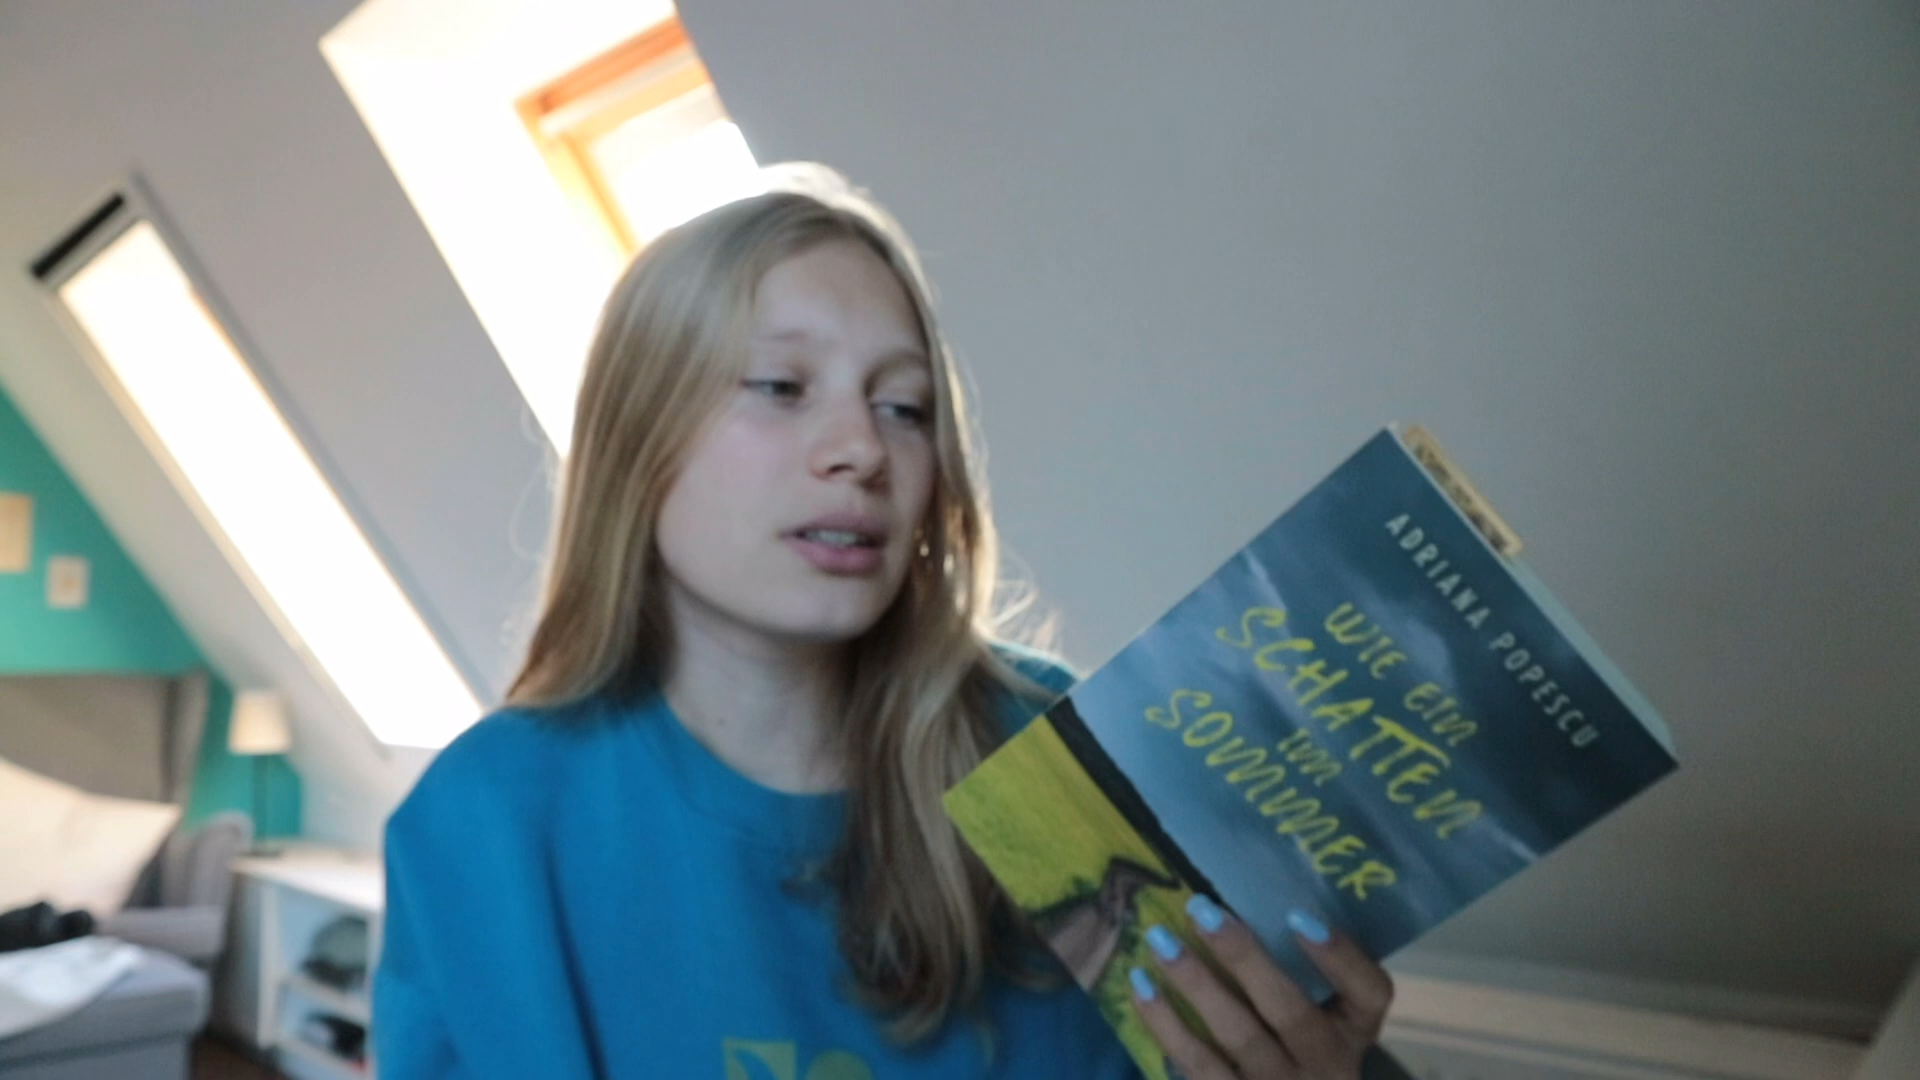 ADRIANA POPESCU
WIE EIN
SCHATTEN
IM
SOMMER